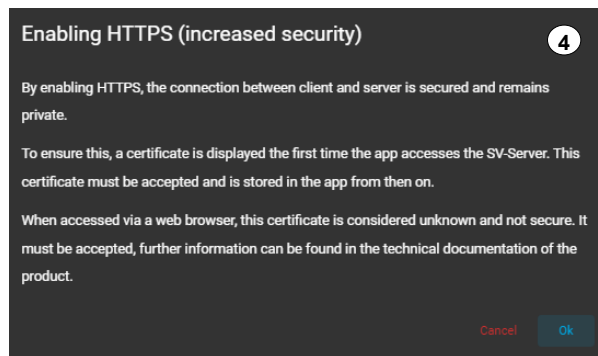 Enabling HTTPS (increased security)
4
By enabling HTTPS, the connection between client and server is secured and remains
private.
To ensure this, a certificate is displayed the first time the app accesses the SV-Server. This
certificate must be accepted and is stored in the app from then on.
When accessed via a web browser, this certificate is considered unknown and not secure. It
must be accepted, further information can be found in the technical documentation of the
product.
Cancel
Ok